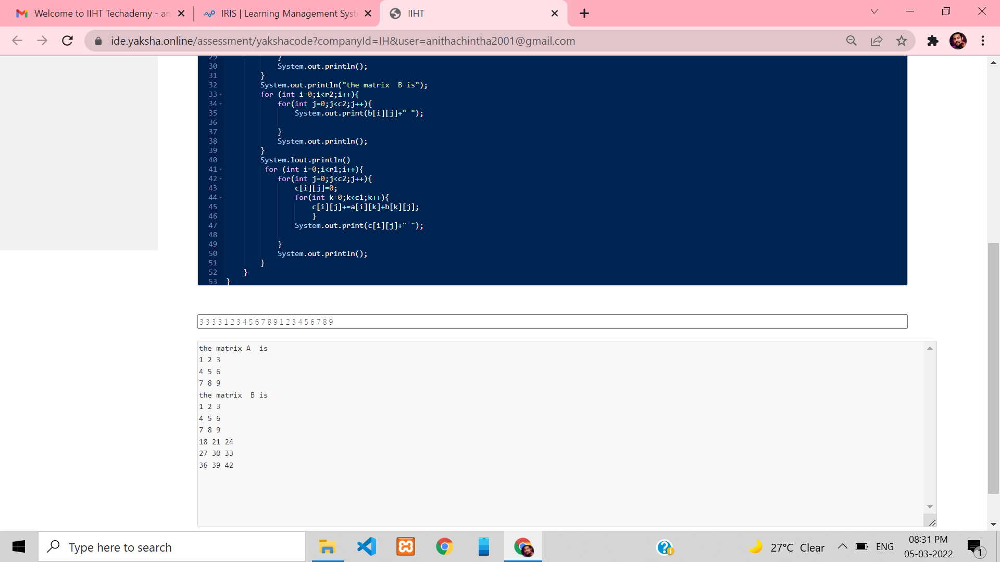 Welcome to IIHT Techademy - an
IRIS | Learning Management Syst
IIHT
ide.yaksha.online/assessment/yakshacode?companyId=IH&user=anithachintha2001@gmail.com
29 }
30 System.out.println();
31 }
32 System.out.println("the matrix  B is");
33 for (int i=0;i<r2;i++){
34 for(int j=0;j<c2;j++){
35 System.out.print(b[i][j]+" ");
36
37 }
38 System.out.println();
39 }
40 System.lout.println()
41 for (int i=0;i<r1;i++){
42 for(int j=0;j<c2;j++){
43 c[i][j]=0;
44 for(int k=0;k<c1;k++){
45 c[i][j]+=a[i][k]+b[k][j];
46 }
47 System.out.print(c[i][j]+" ");
48
49 }
50 System.out.println();
51 }
52 }
53 }
3 3 3 3 1 2 3 4 5 6 7 8 9 1 2 3 4 5 6 7 8 9
the matrix A  is
1 2 3
4 5 6
7 8 9
the matrix  B is
1 2 3
4 5 6
7 8 9
18 21 24
27 30 33
36 39 42
Type here to search
27°C Clear
ENG
08:31 PM
05-03-2022
1